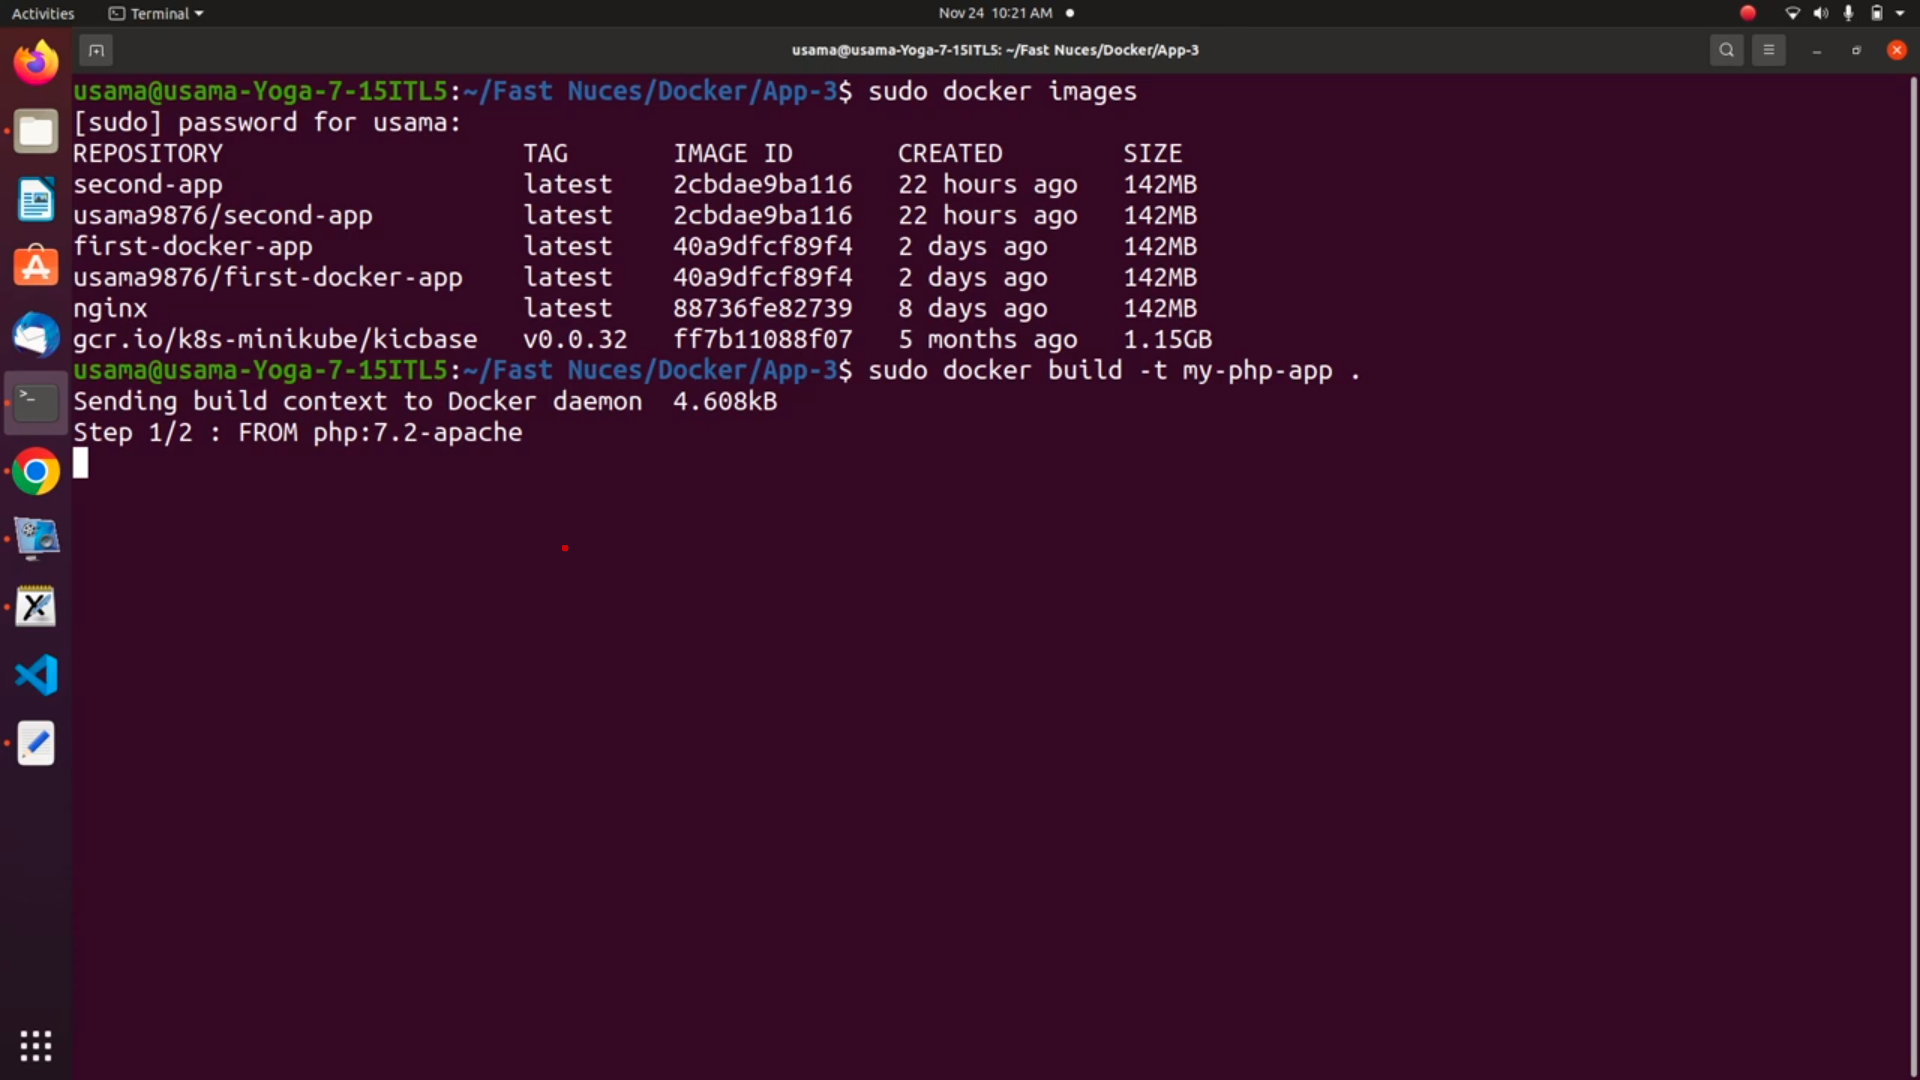 Activities Terminal Nov 24 10:21 AM
usama@usama-Yoga-7-15ITL5: ~/Fast Nuces/Docker/App-3
usama@usama-Yoga-7-15ITL5:~/Fast Nuces/Docker/App-3$ sudo docker images
[sudo] password for usama:
REPOSITORY TAG IMAGE ID CREATED SIZE
second-app latest 2cbdae9ba116 22 hours ago 142MB
usama9876/second-app latest 2cbdae9ba116 22 hours ago 142MB
first-docker-app latest 40a9dfcf89f4 2 days ago 142MB
usama9876/first-docker-app latest 40a9dfcf89f4 2 days ago 142MB
nginx latest 88736fe82739 8 days ago 142MB
gcr.io/k8s-minikube/kicbase v0.0.32 ff7b11088f07 5 months ago 1.15GB
usama@usama-Yoga-7-15ITL5:~/Fast Nuces/Docker/App-3$ sudo docker build -t my-php-app .
Sending build context to Docker daemon 4.608kB
Step 1/2 : FROM php:7.2-apache